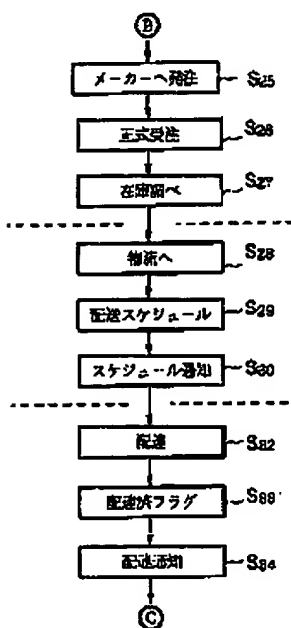 B
メーカーへ発注 S25
正式受注 S26
在庫調べ S27
物流へ S28
配送スケジュール S29
スケジュール通知 S30
配達 S32
配達済フラグ S33
配達通知 S34
C